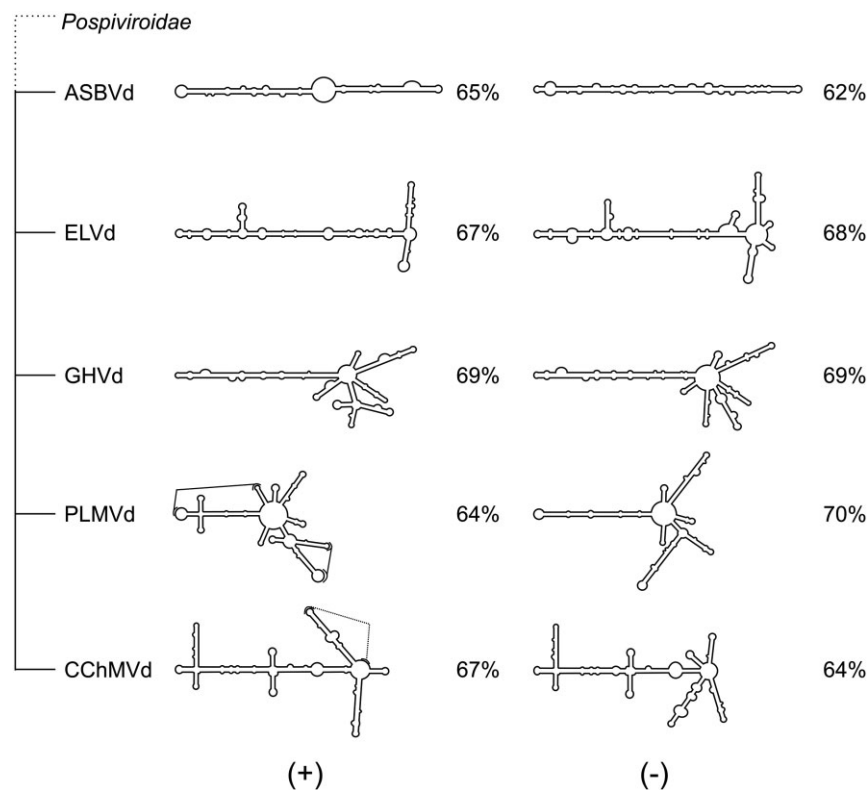 Pospiviroidae
ASBVd 65% 62%
ELVd 67% 68%
GHVd 69% 69%
PLMVd 64% 70%
CChMVd 67% 64%
(+) (-)